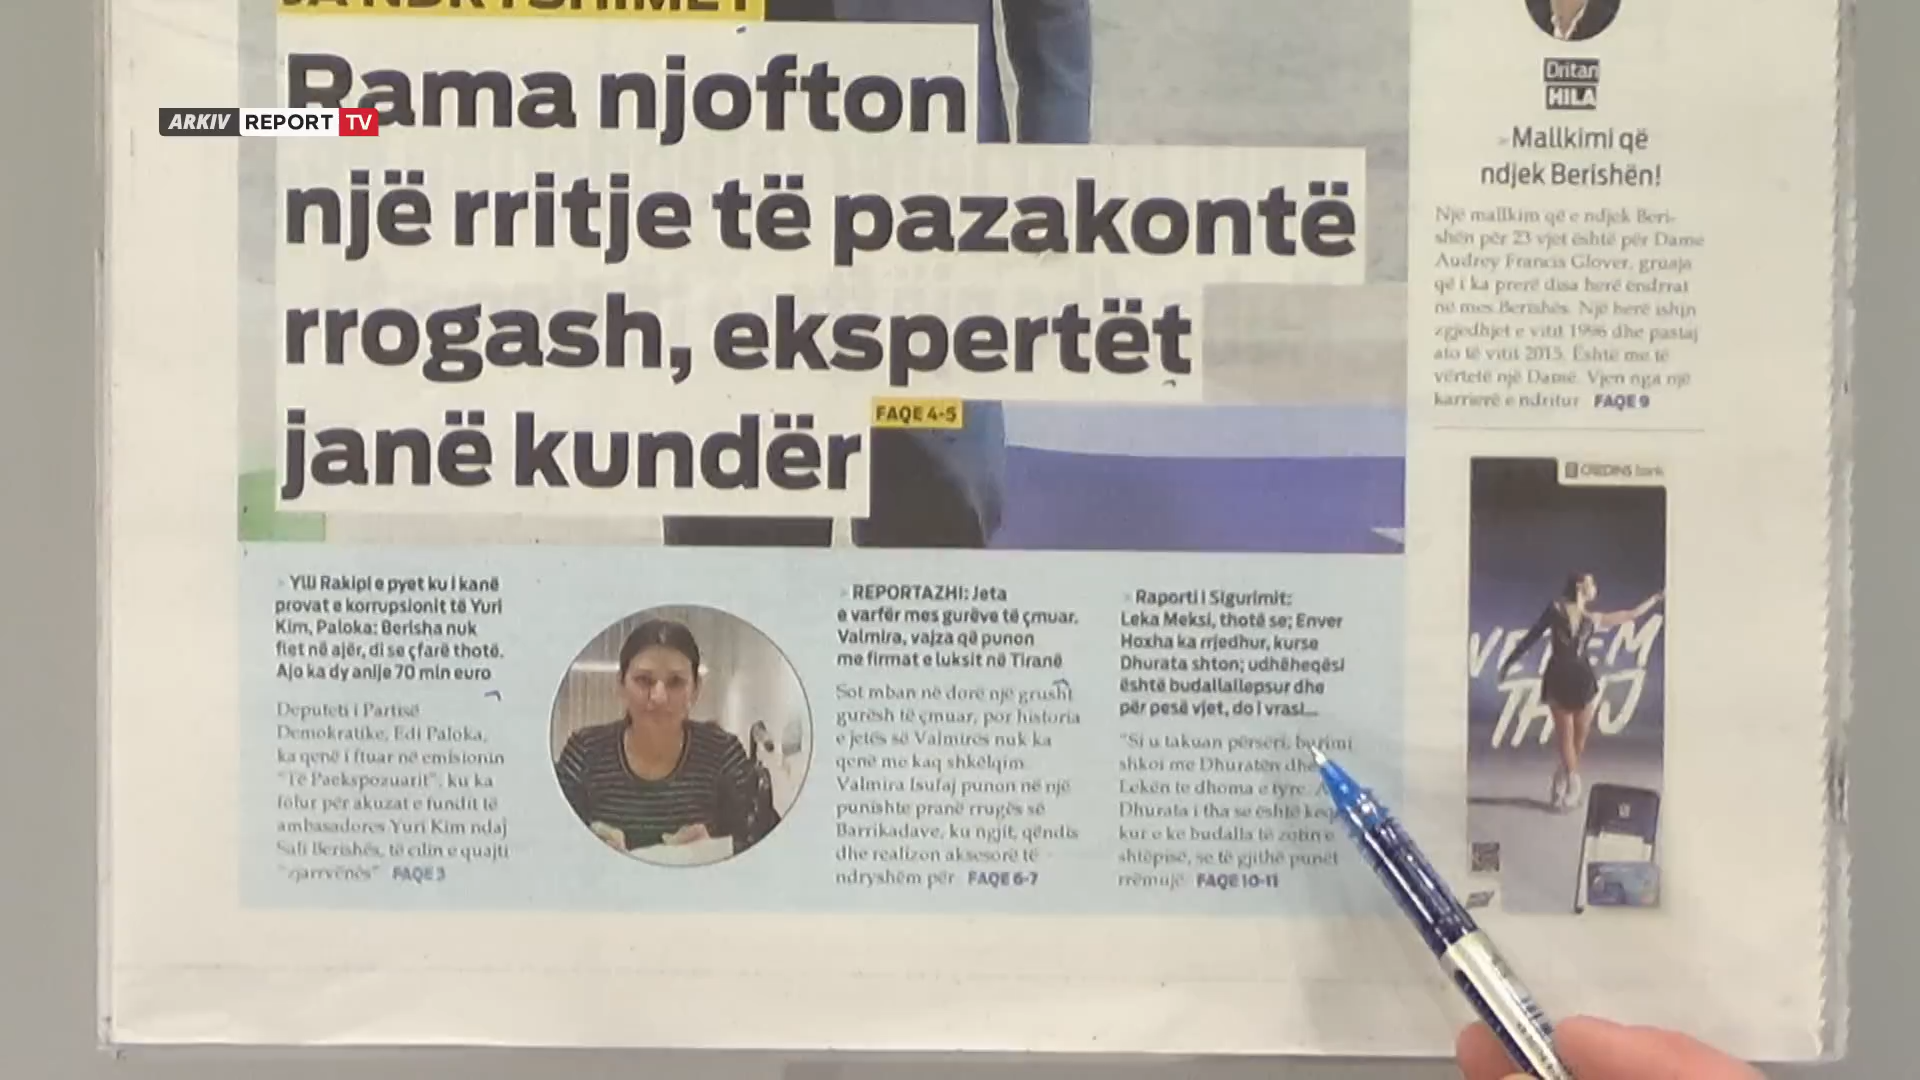 ARKIV REPORT TV
Rama njofton
një rritje të pazakontë
rrogash, ekspertët
janë kundër
FAQE 4-5
Dritan
HILA
Mallkimi që
ndjek Berishën!
Një mallkim që e ndjek Beri-
shën për 23 vjet është për Dame
Audrey Francis Glover, gruaja
që i ka prerë disa herë ëndrrat
në mes Berishës. Një herë ishin
zgjedhjet e vitit 1996 dhe pastaj
ato të vitit 2013. Është me të
vërtetë një Damë. Vjen nga një
karrierë e ndritur FAQE 9
CREDINS bank
VETEM
Ylli Rakipi e pyet ku i kanë
provat e korrupsionit të Yuri
Kim, Paloka: Berisha nuk
flet në ajër, di se çfarë thotë.
Ajo ka dy anije 70 mln euro
Deputeti i Partisë
Demokratike, Edi Paloka,
ka qenë i ftuar në emisionin
"Të Paekspozuarit", ku ka
folur për akuzat e fundit të
ambasadores Yuri Kim ndaj
Sali Berishës, të cilin e quajti
"zjarrvënës" FAQE 3
REPORTAZHI: Jeta
e varfër mes gurëve të çmuar.
Valmira, vajza që punon
me firmat e luksit në Tiranë
Sot mban në dorë një grusht
gurësh të çmuar, por historia
e jetës së Valmirës nuk ka
qenë me kaq shkëlqim.
Valmira Isufaj punon në një
punishte pranë rrugës së
Barrikadave, ku ngjit, qëndis
dhe realizon aksesorë të
ndryshëm për FAQE 6-7
Raporti i Sigurimit:
Leka Meksi, thotë se; Enver
Hoxha ka rrjedhur, kurse
Dhurata shton; udhëheqësi
është budallallepsur dhe
për pesë vjet, do i vrasi...
"Si u takuan përsëri, burimi
shkoi me Dhuratën dhe
Lekën te dhoma e tyre.
Dhurata i tha se është keq
kur e ke budalla të zotin e
shtëpisë, se të gjithë punët
rrëmujë FAQE 10-11